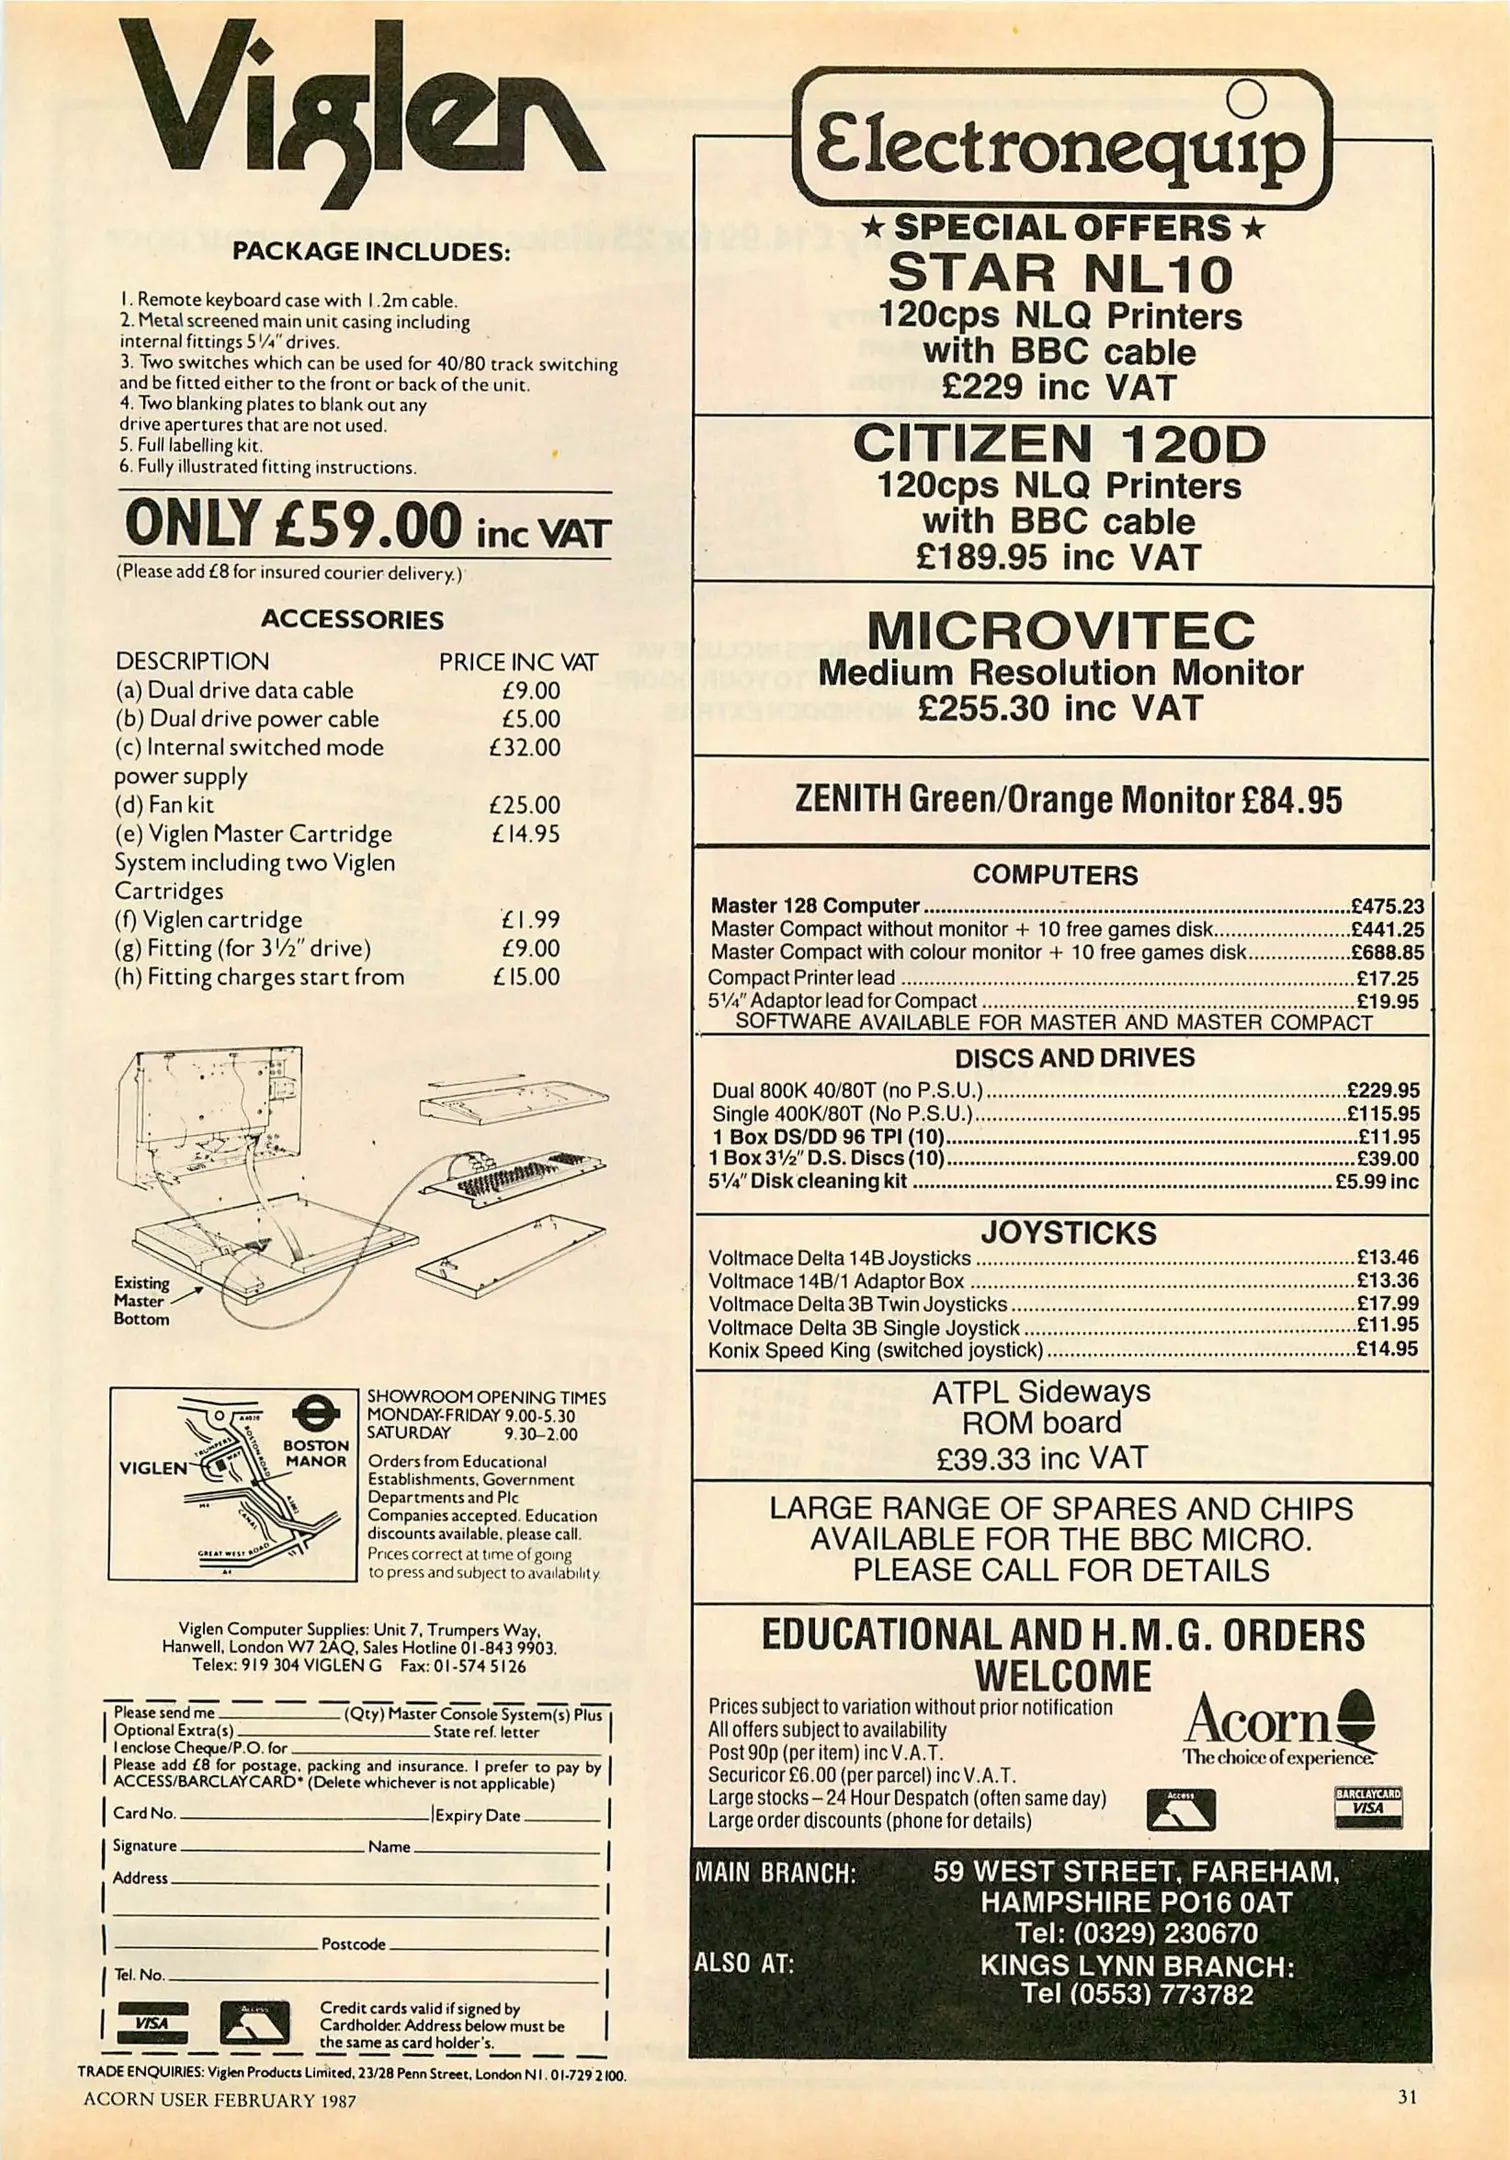 Viglen
PACKAGE INCLUDES:
1. Remote keyboard case with 1.2m cable.
2. Metal screened main unit casing including
internal fittings 5¼" drives.
3. Two switches which can be used for 40/80 track switching
and be fitted either to the front or back of the unit.
4. Two blanking plates to blank out any
drive apertures that are not used.
5. Full labelling kit.
6. Fully illustrated fitting instructions.
ONLY £59.00 inc VAT
(Please add £8 for insured courier delivery.)
ACCESSORIES
DESCRIPTION PRICE INC VAT
(a) Dual drive data cable £9.00
(b) Dual drive power cable £5.00
(c) Internal switched mode £32.00
power supply
(d) Fan kit £25.00
(e) Viglen Master Cartridge £14.95
System including two Viglen
Cartridges
(f) Viglen cartridge £1.99
(g) Fitting (for 3½" drive) £9.00
(h) Fitting charges start from £15.00
Existing
Master
Bottom
A4020
BOSTON ROAD
TRUMPERS
WAY
VIGLEN
BOSTON
MANOR
M4
CANAL
A3002
GREAT WEST ROAD
A4
SHOWROOM OPENING TIMES
MONDAY-FRIDAY 9.00-5.30
SATURDAY 9.30–2.00
Orders from Educational
Establishments, Government
Departments and Plc
Companies accepted. Education
discounts available, please call.
Prices correct at time of going
to press and subject to availability
Viglen Computer Supplies: Unit 7, Trumpers Way,
Hanwell, London W7 2AQ, Sales Hotline 01-843 9903.
Telex: 919 304 VIGLEN G Fax: 01-574 5126
Please send me (Qty) Master Console System(s) Plus
Optional Extra(s) State ref. letter
I enclose Cheque/P.O. for
Please add £8 for postage, packing and insurance. I prefer to pay by
ACCESS/BARCLAYCARD* (Delete whichever is not applicable)
Card No. Expiry Date
Signature Name
Address
Postcode
Tel. No.
VISA
Access
Credit cards valid if signed by
Cardholder. Address below must be
the same as card holder's.
TRADE ENQUIRIES: Viglen Products Limited, 23/28 Penn Street, London N1. 01-729 2100.
ACORN USER FEBRUARY 1987
Electronequip
★ SPECIAL OFFERS ★
STAR NL10
120cps NLQ Printers
with BBC cable
£229 inc VAT
CITIZEN 120D
120cps NLQ Printers
with BBC cable
£189.95 inc VAT
MICROVITEC
Medium Resolution Monitor
£255.30 inc VAT
ZENITH Green/Orange Monitor £84.95
COMPUTERS
Master 128 Computer £475.23
Master Compact without monitor + 10 free games disk £441.25
Master Compact with colour monitor + 10 free games disk £688.85
Compact Printer lead £17.25
5¼" Adaptor lead for Compact £19.95
SOFTWARE AVAILABLE FOR MASTER AND MASTER COMPACT
DISCS AND DRIVES
Dual 800K 40/80T (no P.S.U.) £229.95
Single 400K/80T (No P.S.U.) £115.95
1 Box DS/DD 96 TPI (10) £11.95
1 Box 3½" D.S. Discs (10) £39.00
5¼" Disk cleaning kit £5.99 inc
JOYSTICKS
Voltmace Delta 14B Joysticks £13.46
Voltmace 14B/1 Adaptor Box £13.36
Voltmace Delta 3B Twin Joysticks £17.99
Voltmace Delta 3B Single Joystick £11.95
Konix Speed King (switched joystick) £14.95
ATPL Sideways
ROM board
£39.33 inc VAT
LARGE RANGE OF SPARES AND CHIPS
AVAILABLE FOR THE BBC MICRO.
PLEASE CALL FOR DETAILS
EDUCATIONAL AND H.M.G. ORDERS
WELCOME
Prices subject to variation without prior notification
All offers subject to availability
Post 90p (per item) inc V.A.T.
Securicor £6.00 (per parcel) inc V.A.T.
Large stocks – 24 Hour Despatch (often same day)
Large order discounts (phone for details)
Acorn
The choice of experience
Access
BARCLAYCARD
VISA
MAIN BRANCH: 59 WEST STREET, FAREHAM,
HAMPSHIRE PO16 0AT
Tel: (0329) 230670
ALSO AT: KINGS LYNN BRANCH:
Tel (0553) 773782
31